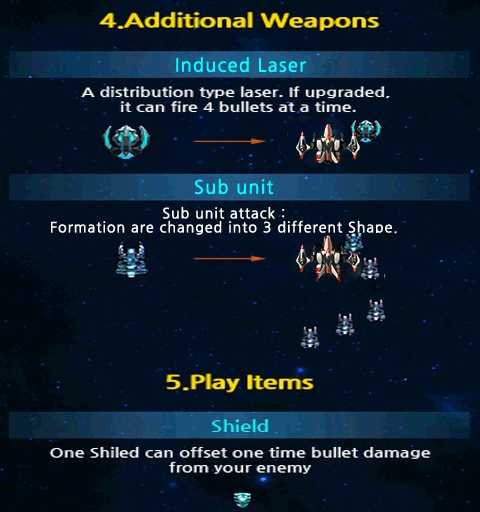 4.Additional Weapons
Induced Laser
A distribution type laser. If upgraded,
it can fire 4 bullets at a time.
Sub unit
Sub unit attack :
Formation are changed into 3 different Shape.
5.Play Items
Shield
One Shiled can offset one time bullet damage
from your enemy